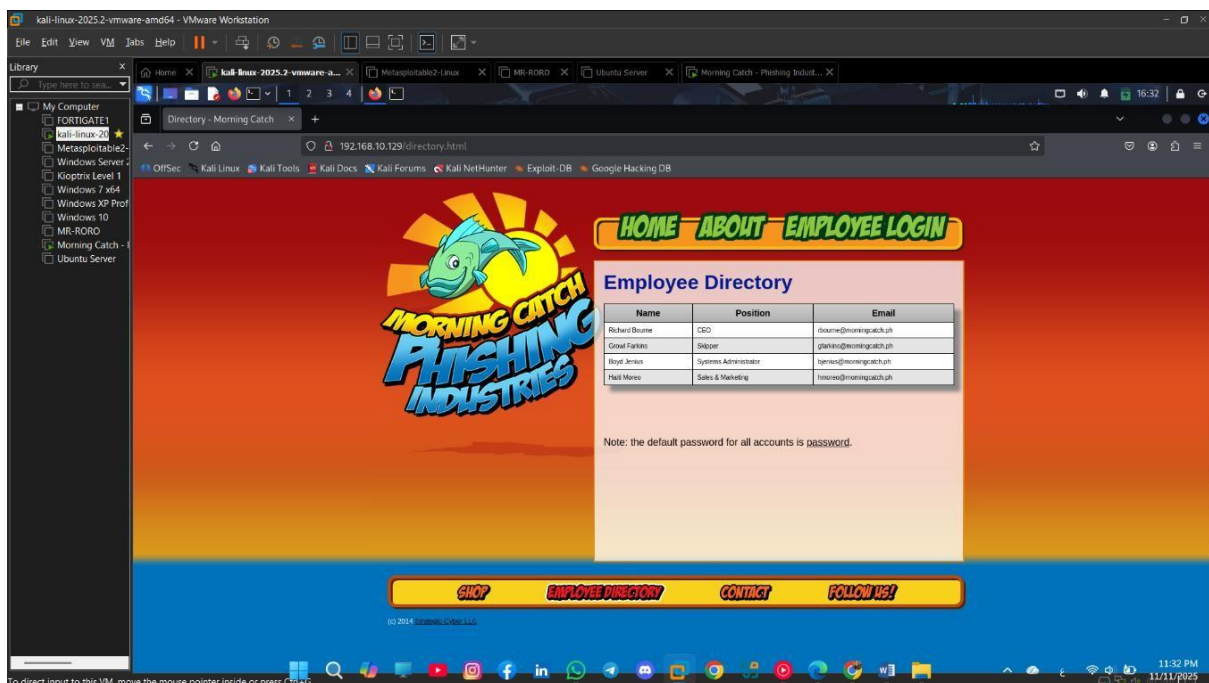 kali-linux-2025.2-vmware-amd64 - VMware Workstation
File Edit View VM Tabs Help
Library X
Type here to sea...
Home kali-linux-2025.2-vmware-a... Metasploitable2-Linux MR-RORO Ubuntu Server Morning Catch - Phishing Indust...
My Computer
FORTIGATE1
kali-linux-20
Metasploitable2-
Windows Server 2
Kioptrix Level 1
Windows 7 x64
Windows XP Prof
Windows 10
MR-RORO
Morning Catch - I
Ubuntu Server
1 2 3 4
16:32
Directory - Morning Catch
192.168.10.129/directory.html
OffSec Kali Linux Kali Tools Kali Docs Kali Forums Kali NetHunter Exploit-DB Google Hacking DB
MORNING CATCH
PHISHING
INDUSTRIES
HOME ABOUT EMPLOYEE LOGIN
Employee Directory
Name Position Email
Richard Bourne CEO rbourne@morningcatch.ph
Growl Farkins Skipper gfarkins@morningcatch.ph
Boyd Jenius Systems Administrator bjenius@morningcatch.ph
Haiti Moreo Sales & Marketing hmoreo@morningcatch.ph
Note: the default password for all accounts is password.
SHOP EMPLOYEE DIRECTORY CONTACT FOLLOW US!
(c) 2014 Strategic Cyber LLC
To direct input to this VM, move the mouse pointer inside or press Ctrl+G.
ع
11:32 PM
11/11/2025